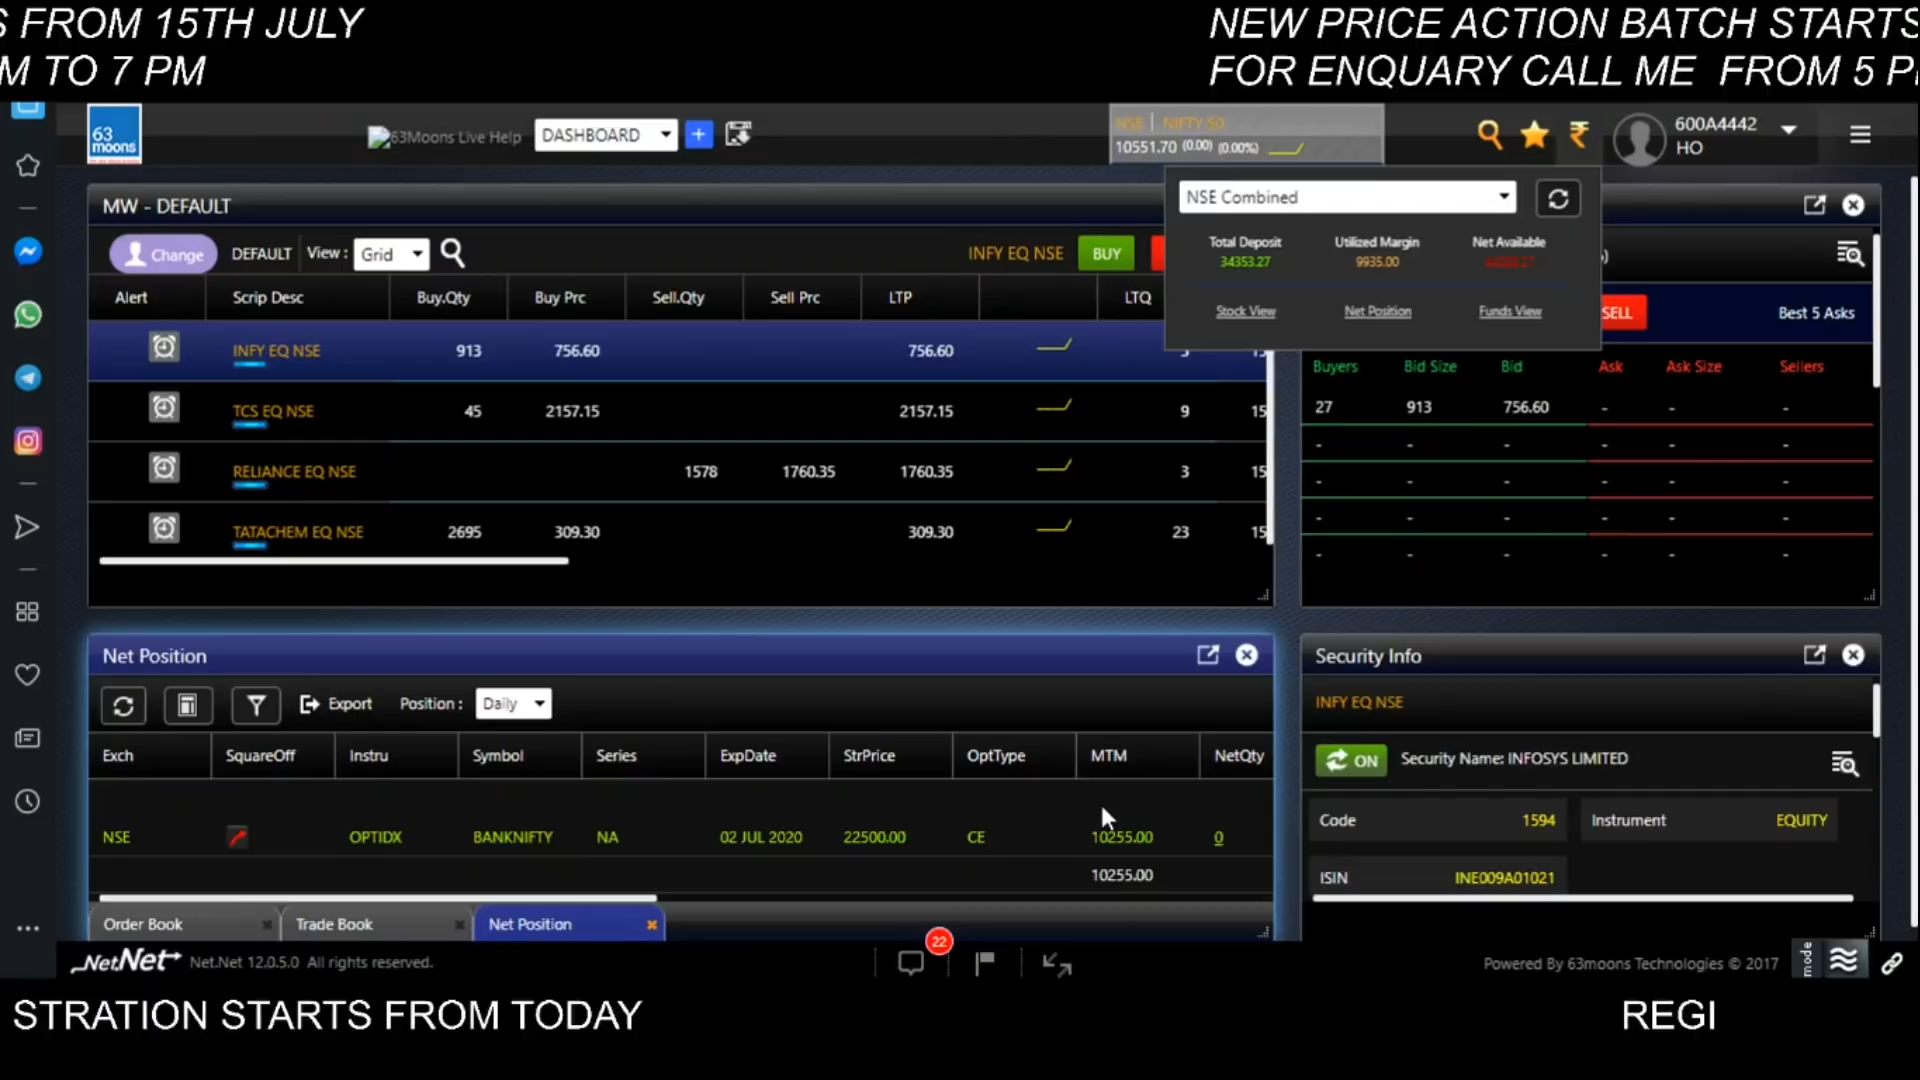 S FROM 15TH JULY
M TO 7 PM
NEW PRICE ACTION BATCH STARTS
FOR ENQUARY CALL ME FROM 5 P
63 moons
63Moons Live Help
DASHBOARD
NSE | NIFTY 50
10551.70 (0.00) (0.00%)
600A4442
HO
MW - DEFAULT
Change DEFAULT View : Grid INFY EQ NSE BUY
Alert Scrip Desc Buy.Qty Buy Prc Sell.Qty Sell Prc LTP LTQ
INFY EQ NSE 913 756.60 756.60
TCS EQ NSE 45 2157.15 2157.15 9 15
RELIANCE EQ NSE 1578 1760.35 1760.35 3 15
TATACHEM EQ NSE 2695 309.30 309.30 23 15
NSE Combined
Total Deposit Utilized Margin Net Available
34353.27 9935.00
Stock View Net Position Funds View
SELL Best 5 Asks
Buyers Bid Size Bid Ask Ask Size Sellers
27 913 756.60 - - -
- - - - - -
- - - - - -
- - - - - -
- - - - - -
Net Position
Export Position : Daily
Exch SquareOff Instru Symbol Series ExpDate StrPrice OptType MTM NetQty
NSE OPTIDX BANKNIFTY NA 02 JUL 2020 22500.00 CE 10255.00 0
10255.00
Order Book Trade Book Net Position
Security Info
INFY EQ NSE
ON Security Name: INFOSYS LIMITED
Code 1594 Instrument EQUITY
ISIN INE009A01021
Net.Net Net.Net 12.0.5.0 All rights reserved.
22
Powered By 63moons Technologies © 2017
mode
STRATION STARTS FROM TODAY
REGI